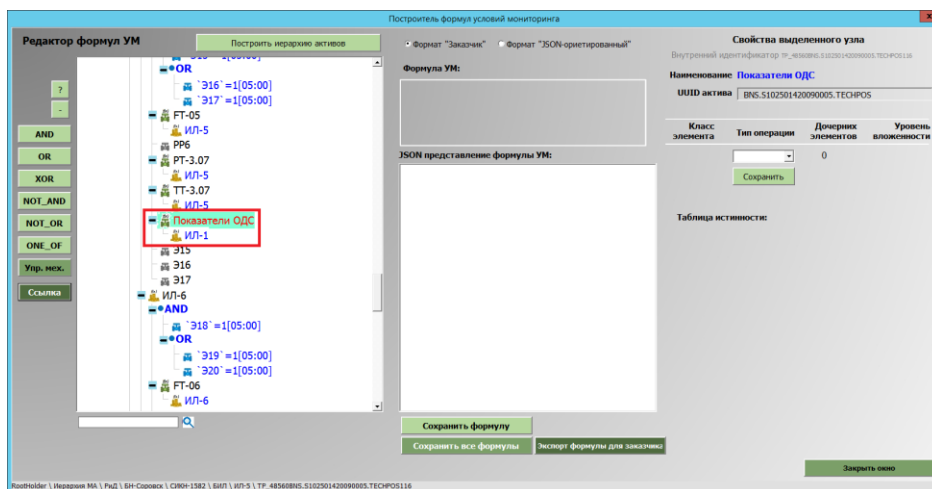 Построитель формул условий мониторинга
x
Редактор формул УМ
Построить иерархию активов
?
-
AND
OR
XOR
NOT_AND
NOT_OR
ONE_OF
Упр. мех.
Ссылка
OR
`Э16`=1[05:00]
`Э17`=1[05:00]
FT-05
ИЛ-5
PP6
PT-3.07
ИЛ-5
TT-3.07
ИЛ-5
Показатели ОДС
ИЛ-1
Э15
Э16
Э17
ИЛ-6
AND
`Э18`=1[05:00]
OR
`Э19`=1[05:00]
`Э20`=1[05:00]
FT-06
ИЛ-6
Формат "Заказчик"
Формат "JSON-ориетированный"
Формула УМ:
JSON представление формулы УМ:
Сохранить формулу
Сохранить все формулы
Экспорт формулы для заказчика
Свойства выделенного узла
Внутренний идентификатор
Наименование Показатели ОДС
UUID актива BNS.S102501420090005.TECHPOS
Класс элемента
Тип операции
Дочерних элементов
Уровень вложенности
0
Сохранить
Таблица истинности:
Закрыть окно
RootHolder \ Иерархия МА \ РиД \ БН-Соровск \ СИКН-1582 \ БИЛ \ ИЛ-5 \ TP_48560BNS.S102501420090005.TECHPOS116